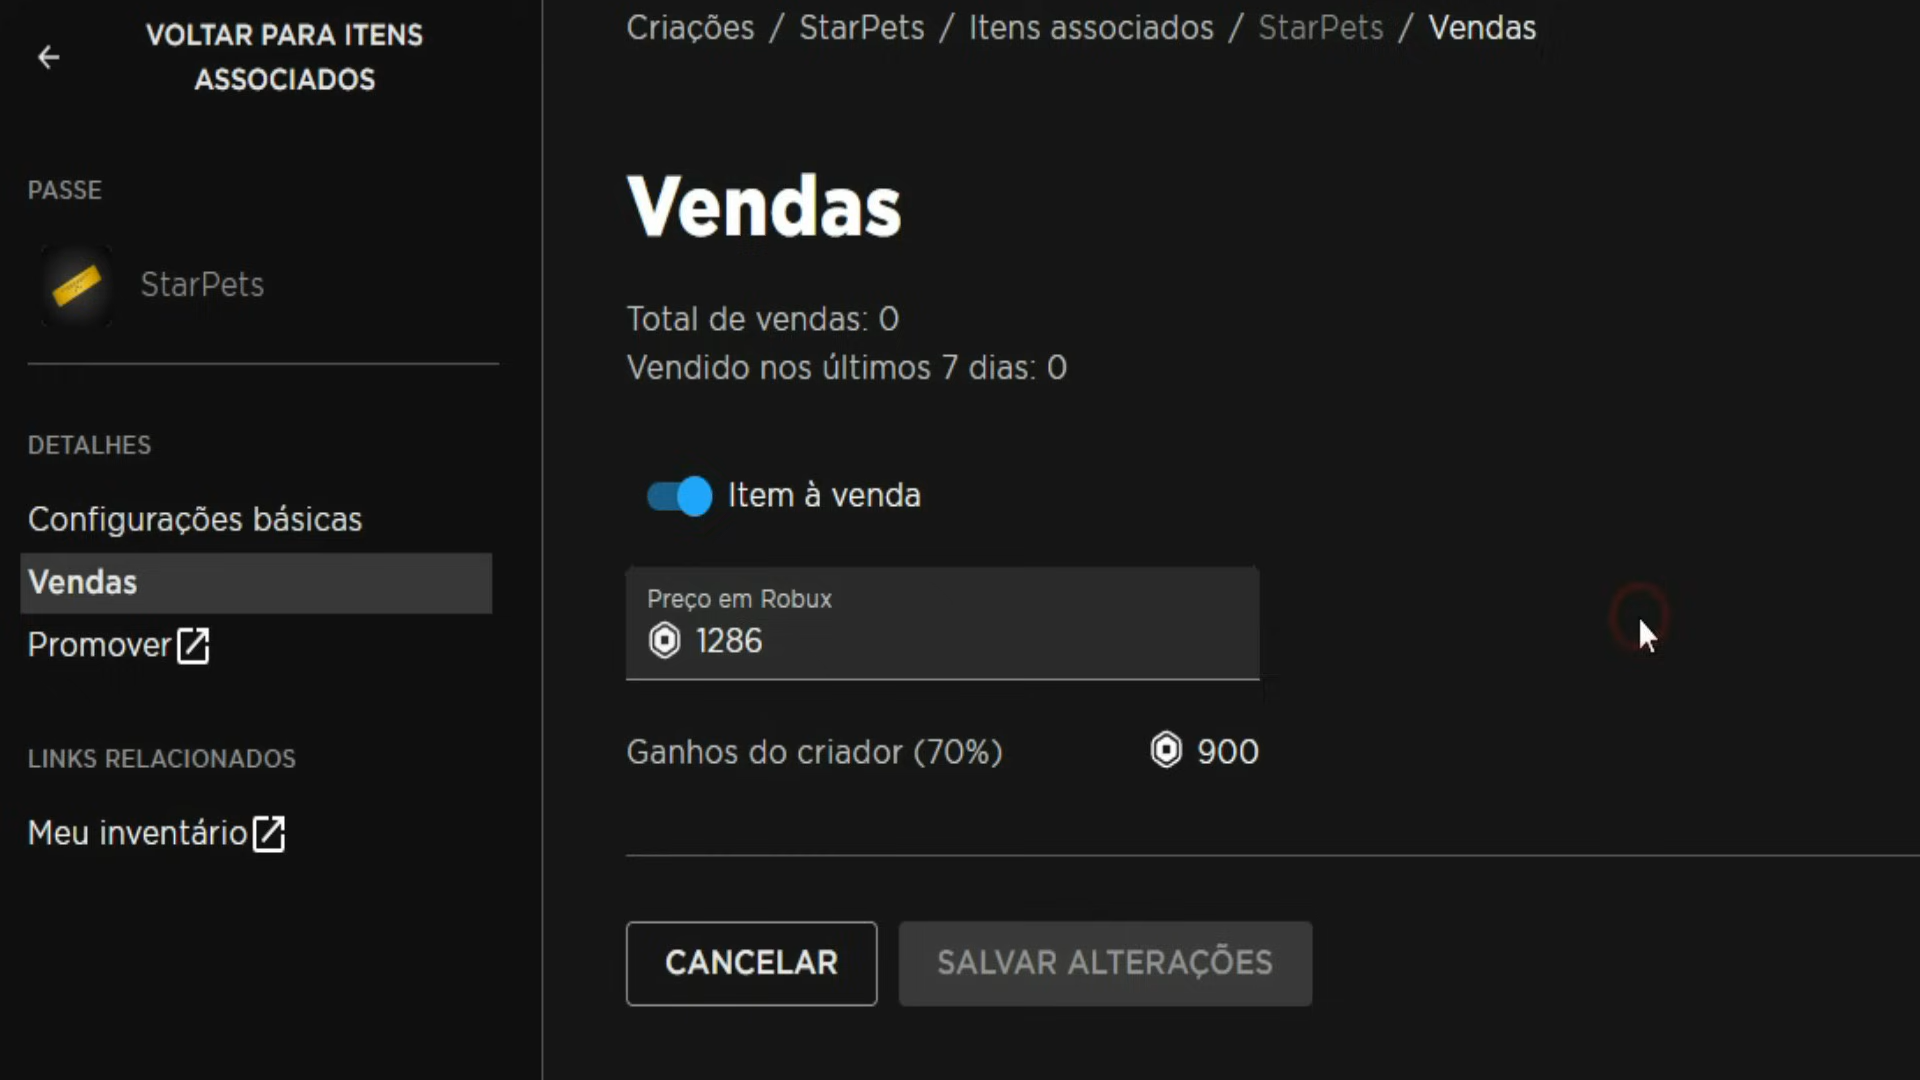 VOLTAR PARA ITENS
ASSOCIADOS
PASSE
StarPets
DETALHES
Configurações básicas
Vendas
Promover
LINKS RELACIONADOS
Meu inventário
Criações / StarPets / Itens associados / StarPets / Vendas
Vendas
Total de vendas: 0
Vendido nos últimos 7 dias: 0
Item à venda
Preço em Robux
1286
Ganhos do criador (70%) 900
CANCELAR SALVAR ALTERAÇÕES